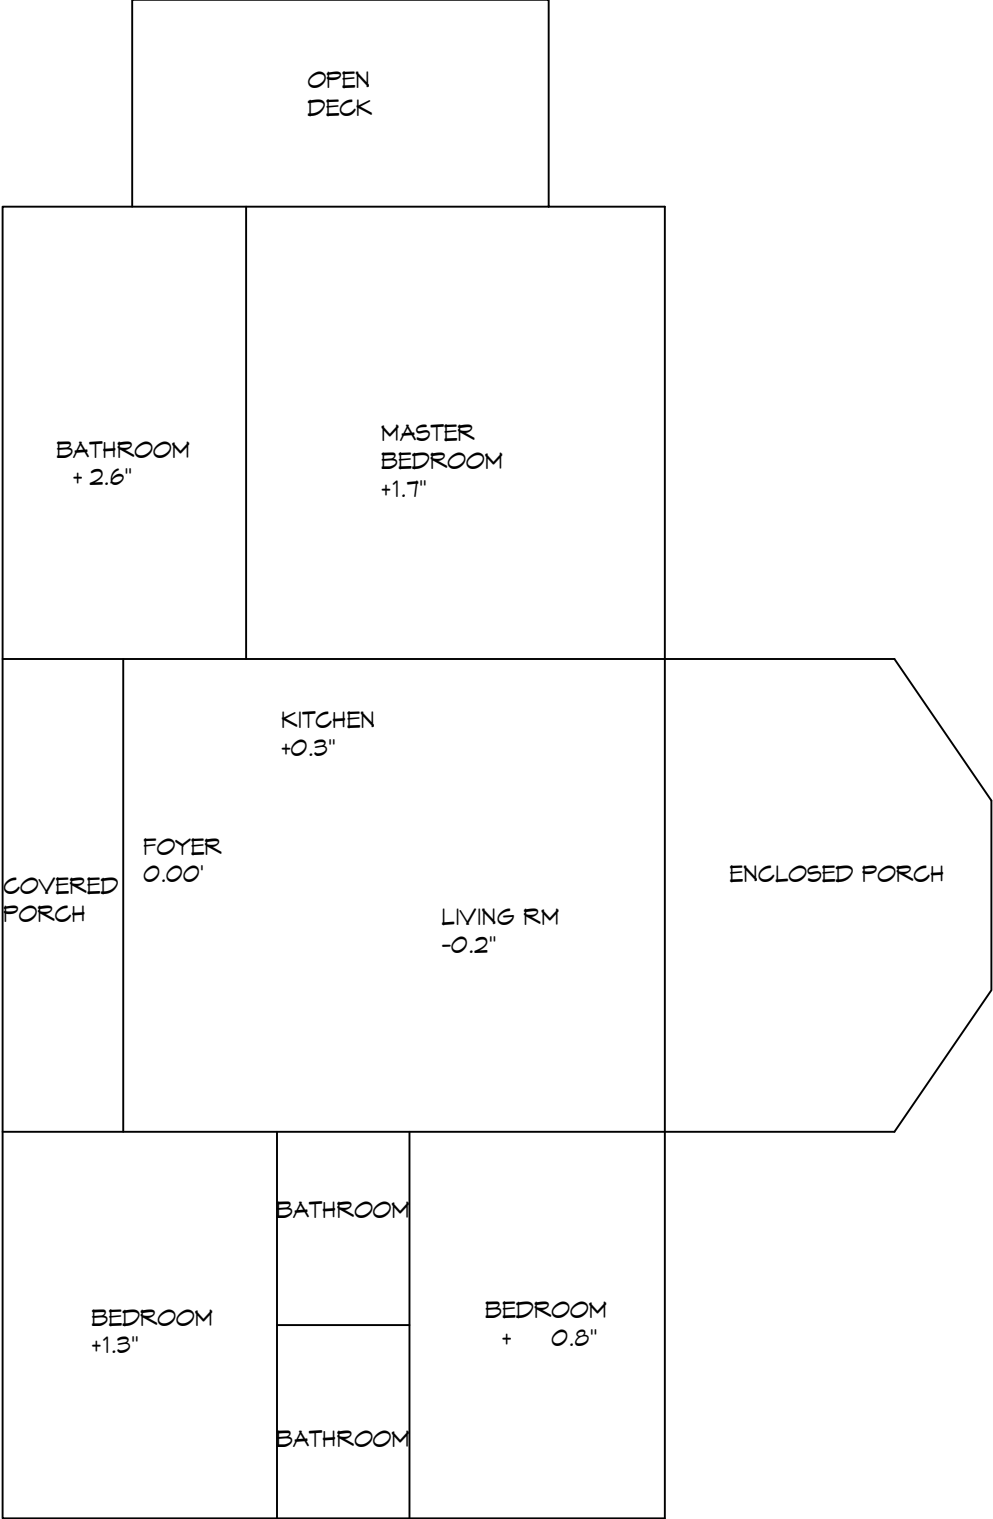 OPEN
DECK
BATHROOM
+ 2.6"
MASTER
BEDROOM
+1.7"
KITCHEN
+0.3"
FOYER
0.00'
COVERED
PORCH
LIVING RM
-0.2"
ENCLOSED PORCH
BATHROOM
BEDROOM
+1.3"
BEDROOM
+ 0.8"
BATHROOM